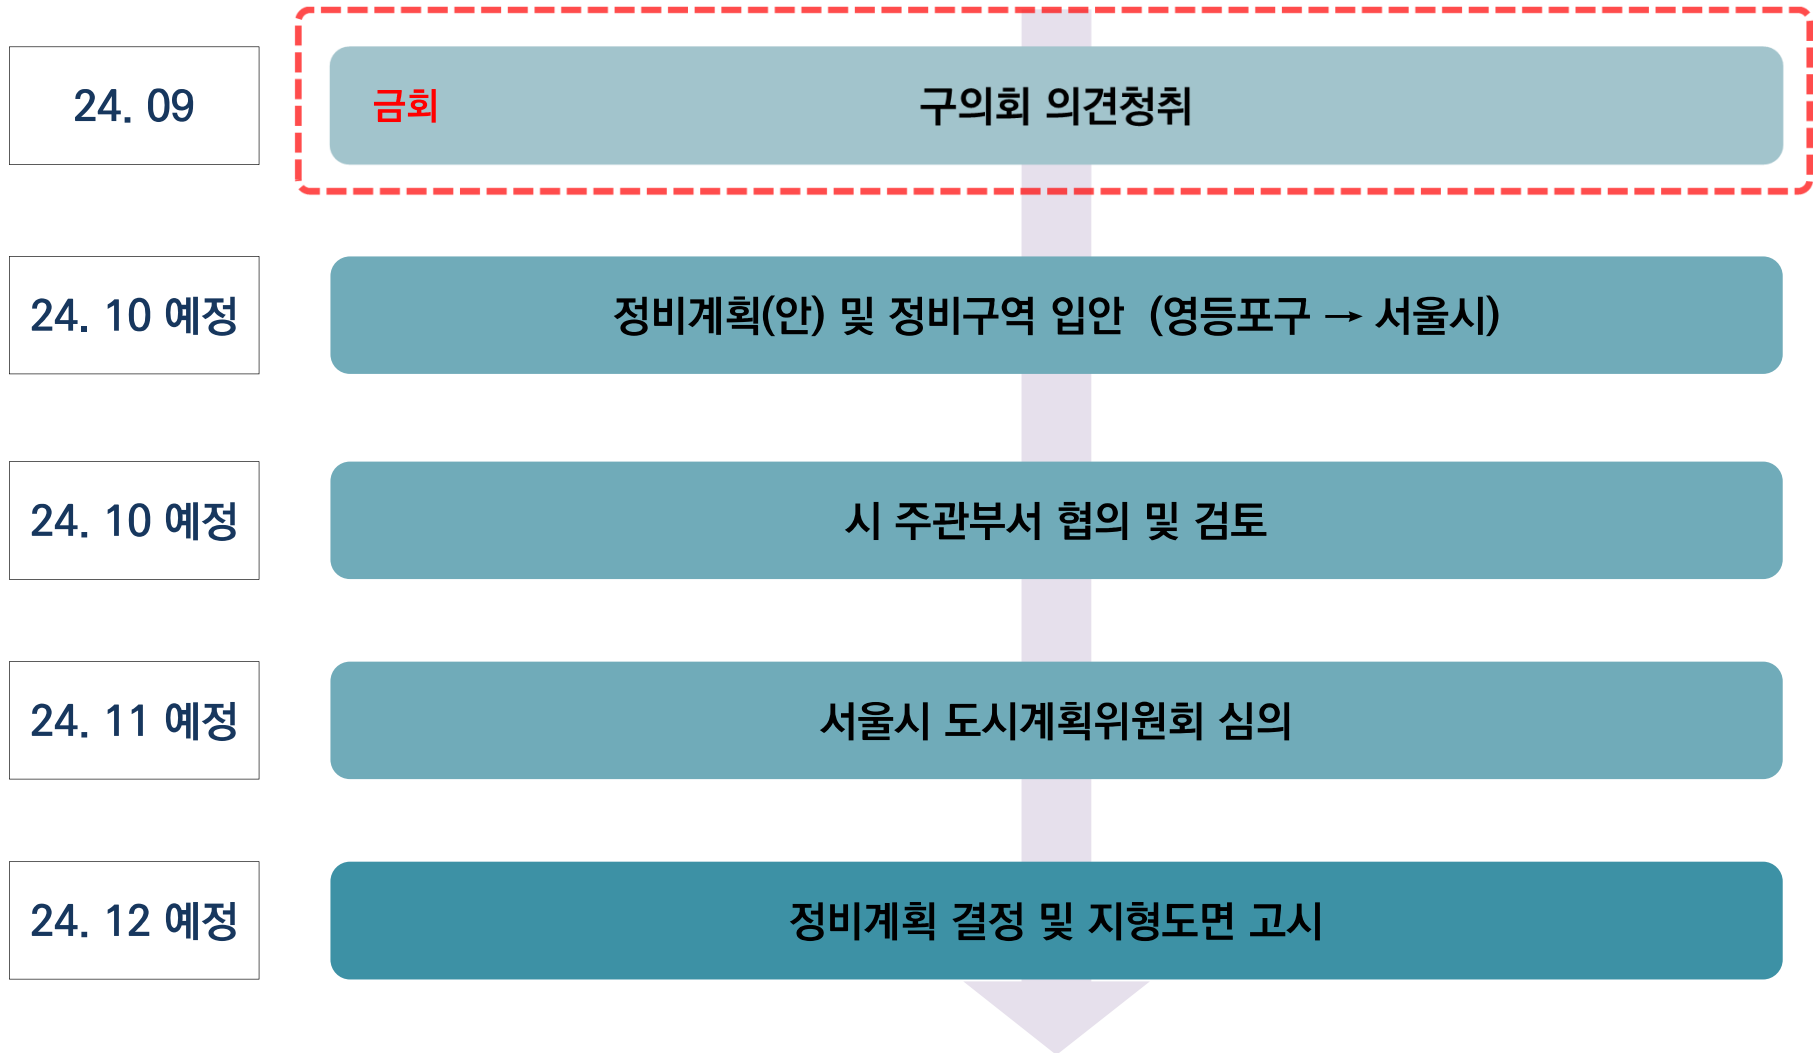 24. 09
금회
구의회 의견청취
24. 10 예정
정비계획(안) 및 정비구역 입안 (영등포구 → 서울시)
24. 10 예정
시 주관부서 협의 및 검토
24. 11 예정
서울시 도시계획위원회 심의
24. 12 예정
정비계획 결정 및 지형도면 고시